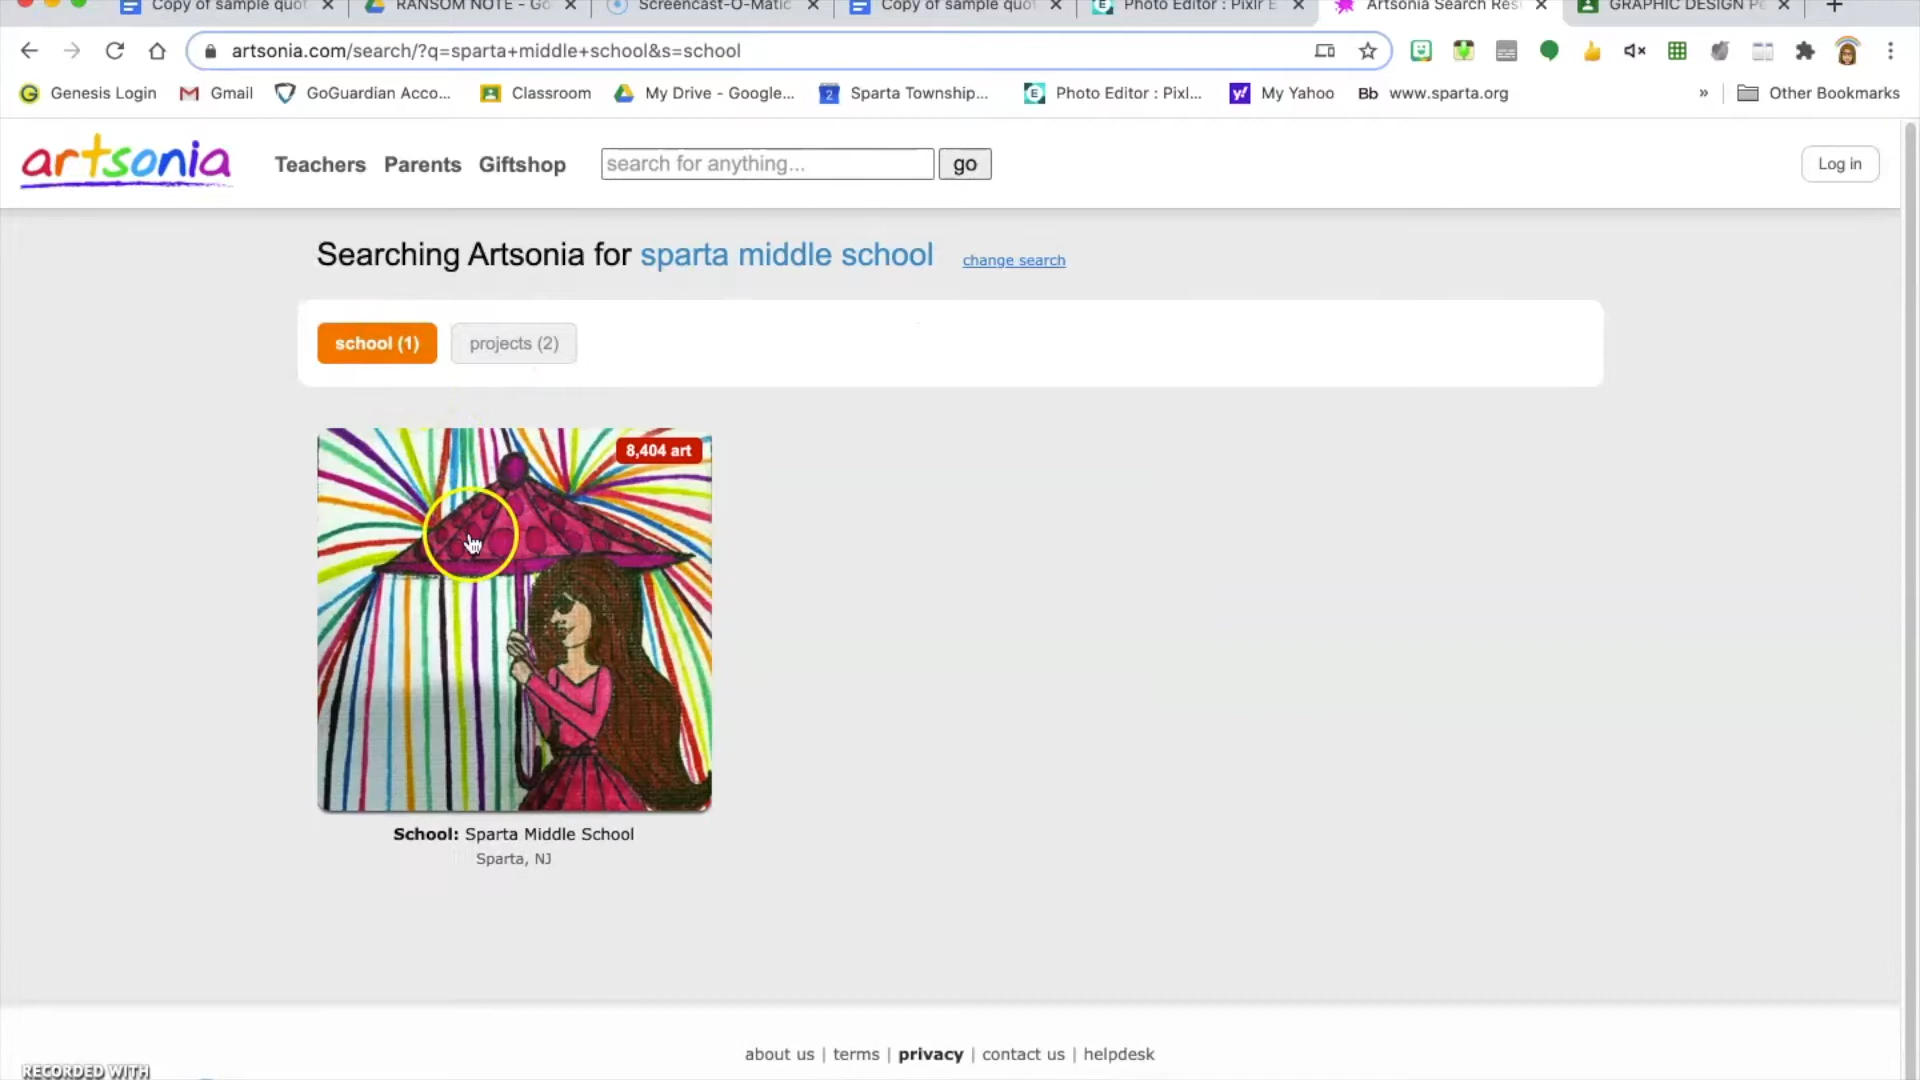 Copy of sample quot
RANSOM NOTE - Go
Screencast-O-Matic
Copy of sample quot
Photo Editor : Pixlr E
Artsonia Search Res
GRAPHIC DESIGN Pe
artsonia.com/search/?q=sparta+middle+school&s=school
Genesis Login
Gmail
GoGuardian Acco...
Classroom
My Drive - Google...
Sparta Township...
Photo Editor : Pixl...
My Yahoo
Bb www.sparta.org
» Other Bookmarks
artsonia Teachers Parents Giftshop search for anything... go Log in
Searching Artsonia for sparta middle school change search
school (1) projects (2)
8,404 art
School: Sparta Middle School
Sparta, NJ
about us | terms | privacy | contact us | helpdesk
RECORDED WITH